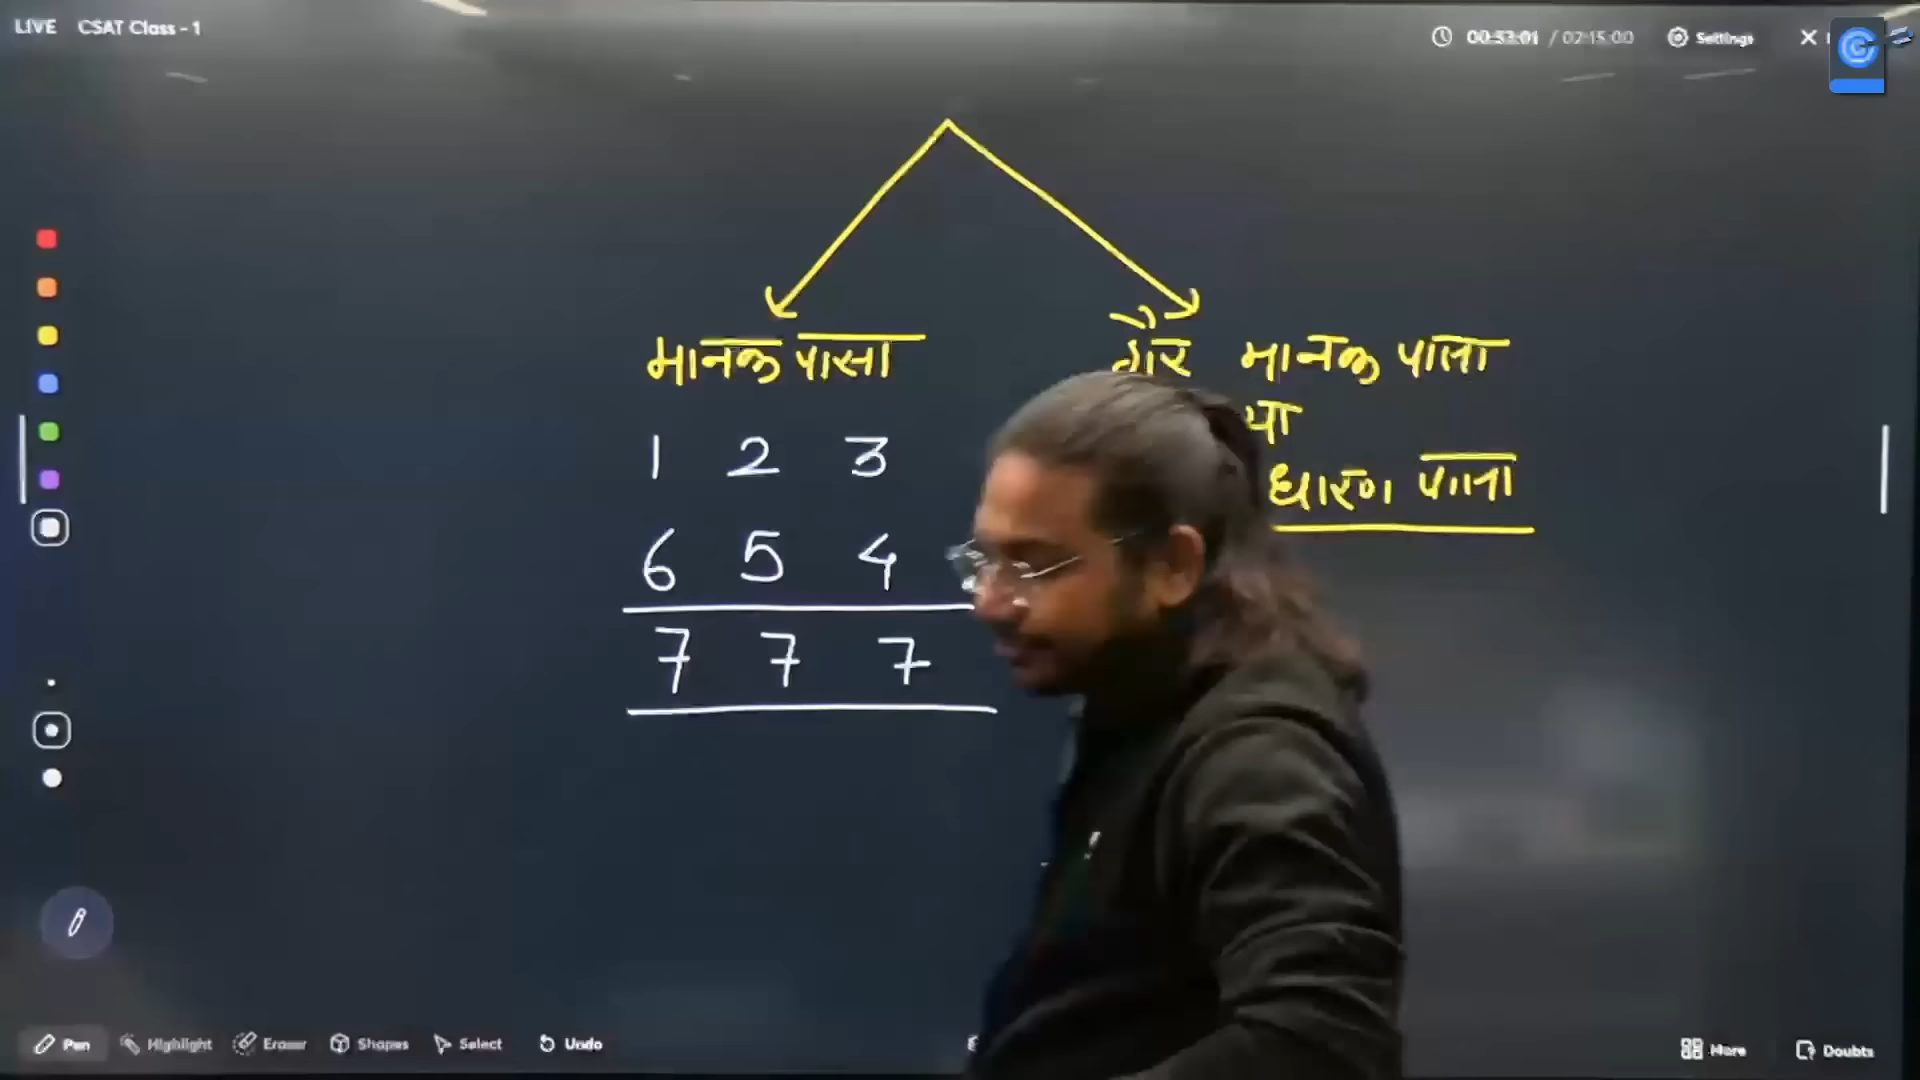 LIVE CSAT Class - 1
00:53:01 / 02:15:00 Settings
मानक पासा
गैर मानक पासा
या
धारण पासा
1 2 3
6 5 4
7 7 7
Pen Highlight Eraser Shapes Select Undo
More Doubts